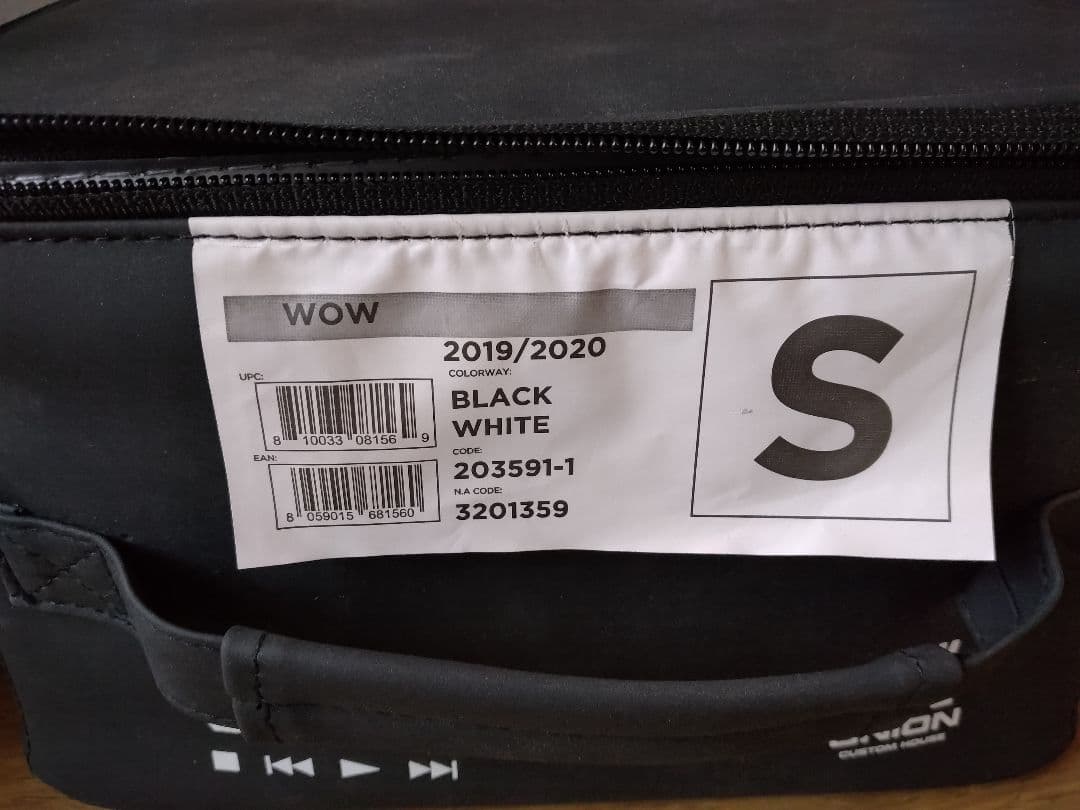 WOW
2019/2020
COLORWAY:
BLACK
WHITE
CODE:
203591-1
N.A CODE:
3201359
UPC:
8 10033 08156 9
EAN:
8 059015 681560
S
CUSTOM HOUSE